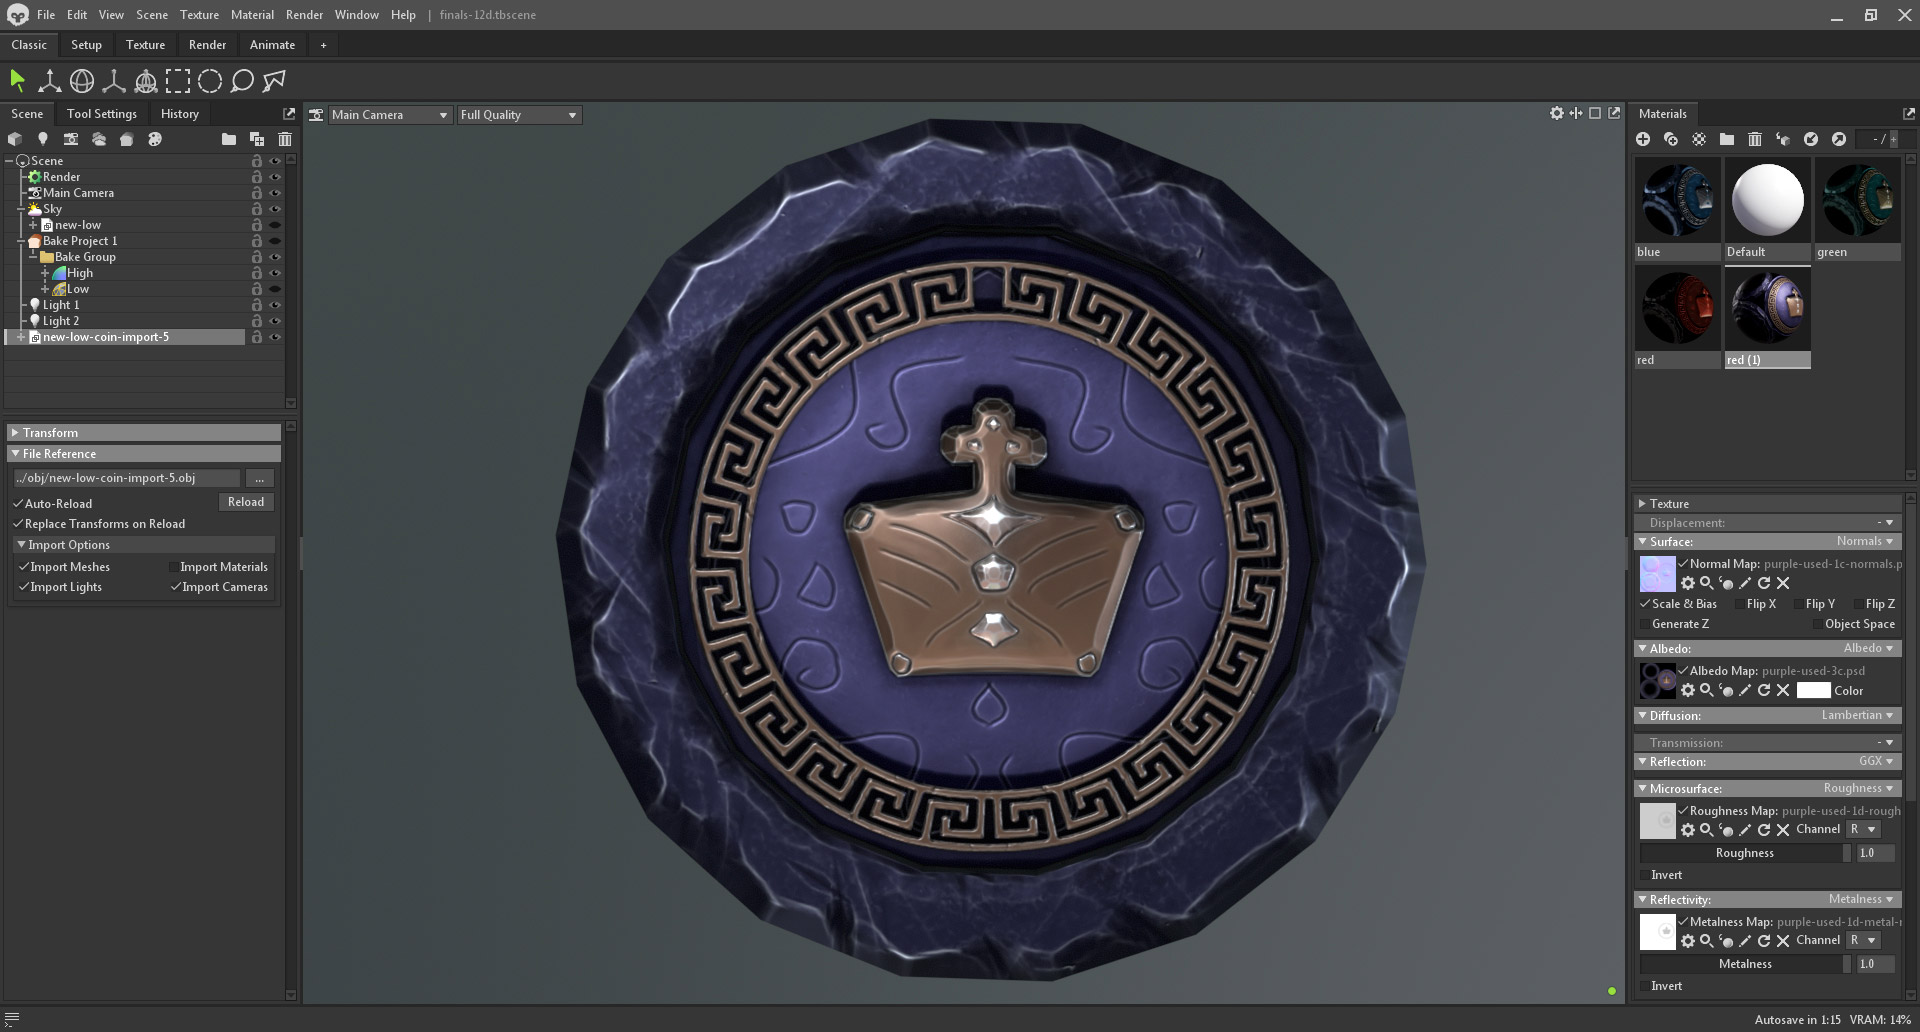 File Edit View Scene Texture Material Render Window Help | finals-12d.tbscene
Classic Setup Texture Render Animate +
Scene Tool Settings History
Main Camera Full Quality
Materials
- / +
Scene
Render
Main Camera
Sky
new-low
Bake Project 1
Bake Group
High
Low
Light 1
Light 2
new-low-coin-import-5
Transform
File Reference
../obj/new-low-coin-import-5.obj ...
Auto-Reload Reload
Replace Transforms on Reload
Import Options
Import Meshes Import Materials
Import Lights Import Cameras
blue Default green
red red (1)
Texture
Displacement: -
Surface: Normals
Normal Map: purple-used-1c-normals.p
Scale & Bias Flip X Flip Y Flip Z
Generate Z Object Space
Albedo: Albedo
Albedo Map: purple-used-3c.psd
Color
Diffusion: Lambertian
Transmission: -
Reflection: GGX
Microsurface: Roughness
Roughness Map: purple-used-1d-rough
Channel R
Roughness 1.0
Invert
Reflectivity: Metalness
Metalness Map: purple-used-1d-metal-r
Channel R
Metalness 1.0
Invert
Autosave in 1:15 VRAM: 14%